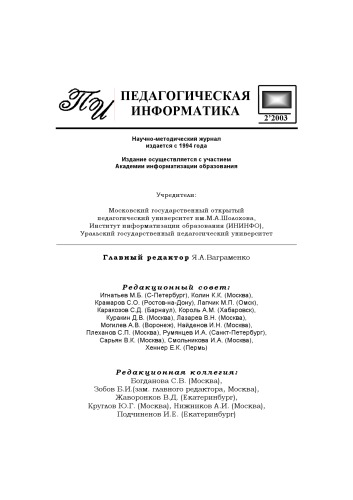 ПИ
ПЕДАГОГИЧЕСКАЯ
ИНФОРМАТИКА
2'2003
Научно-методический журнал
издается с 1994 года
Издание осуществляется с участием
Академии информатизации образования
Учредители:
Московский государственный открытый
педагогический университет им.М.А.Шолохова,
Институт информатизации образования (ИНИНФО),
Уральский государственный педагогический университет
Главный редактор Я.А.Ваграменко
Редакционный совет:
Игнатьев М.Б. (С-Петербург), Колин К.К. (Москва),
Крамаров С.О. (Ростов-на-Дону), Лапчик М.П. (Омск),
Каракозов С.Д. (Барнаул), Король А.М. (Хабаровск),
Куракин Д.В. (Москва), Лазарев В.Н. (Москва),
Могилев А.В. (Воронеж), Найденов И.Н. (Москва),
Плеханов С.П. (Москва), Румянцев И.А. (Санкт-Петербург),
Сарьян В.К. (Москва), Смольникова И.А. (Москва),
Хеннер Е.К. (Пермь)
Редакционная коллегия:
Богданова С.В. (Москва),
Зобов Б.И.(зам. главного редактора, Москва),
Жаворонков В.Д. (Екатеринбург),
Круглов Ю.Г. (Москва), Нижников А.И. (Москва),
Подчиненов И.Е. (Екатеринбург)